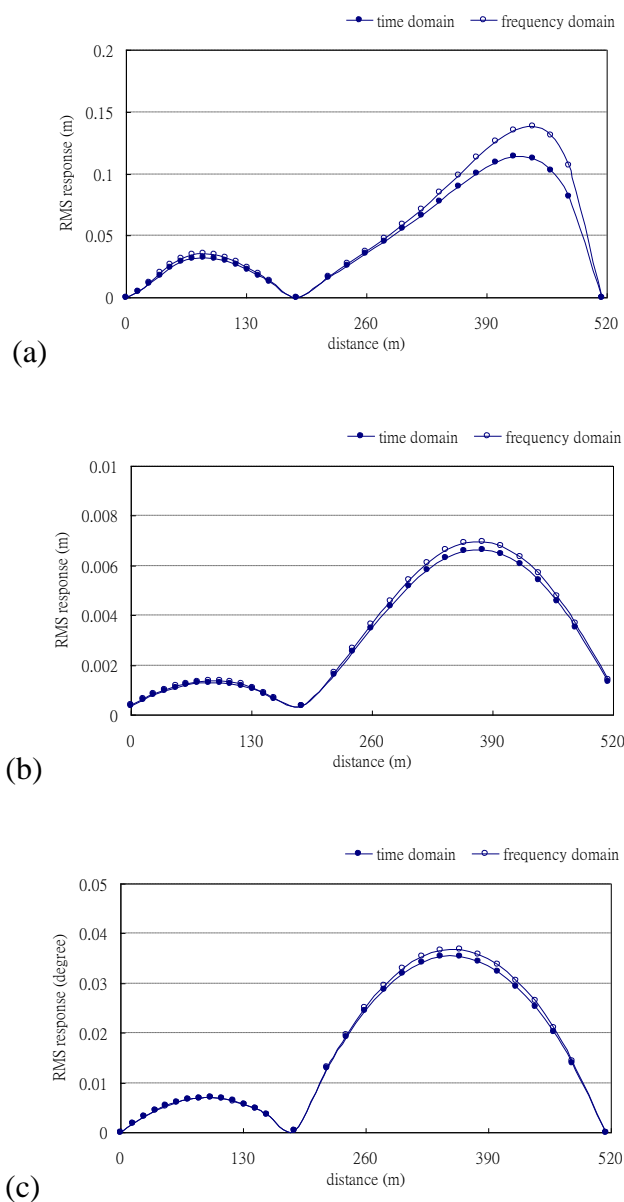 time domain frequency domain
0.2
0.15
0.1
0.05
0
RMS response (m)
0 130 260 390 520
distance (m)
(a)
time domain frequency domain
0.01
0.008
0.006
0.004
0.002
0
RMS response (m)
0 130 260 390 520
distance (m)
(b)
time domain frequency domain
0.05
0.04
0.03
0.02
0.01
0
RMS response (degree)
0 130 260 390 520
distance (m)
(c)